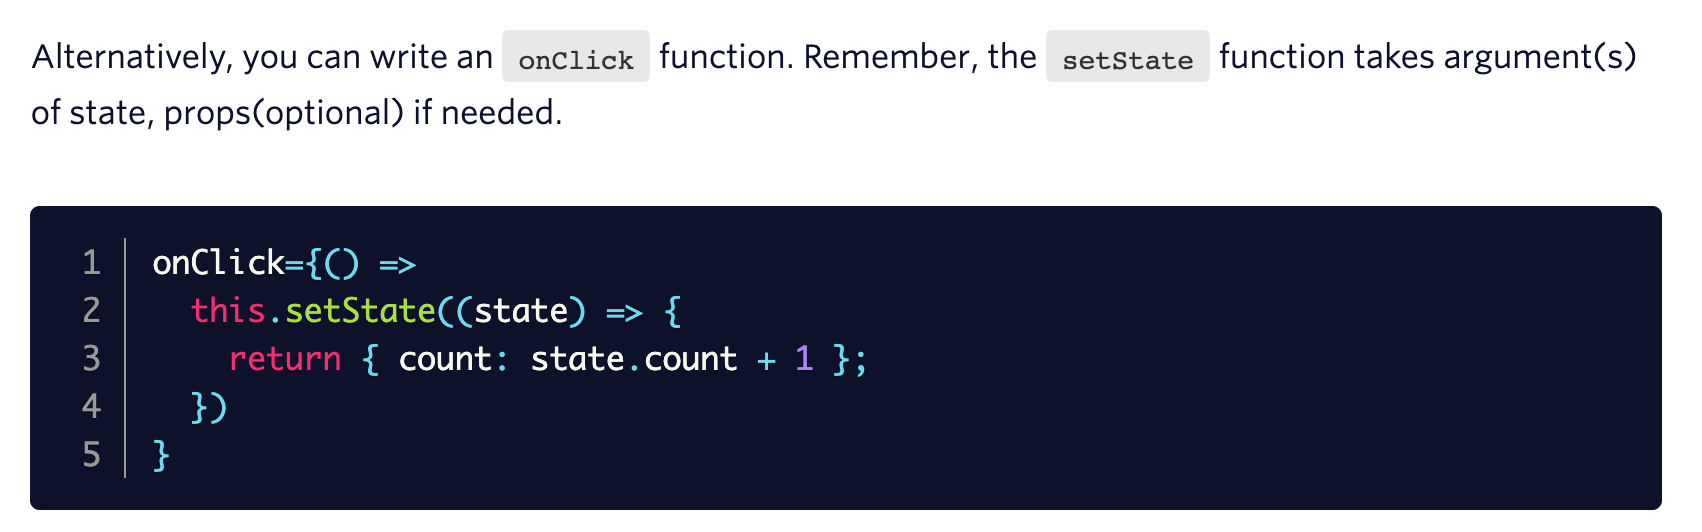 Alternatively, you can write an onClick function. Remember, the setState function takes argument(s)
of state, props(optional) if needed.
1 onClick={() =>
2   this.setState((state) => {
3     return { count: state.count + 1 };
4   })
5 }